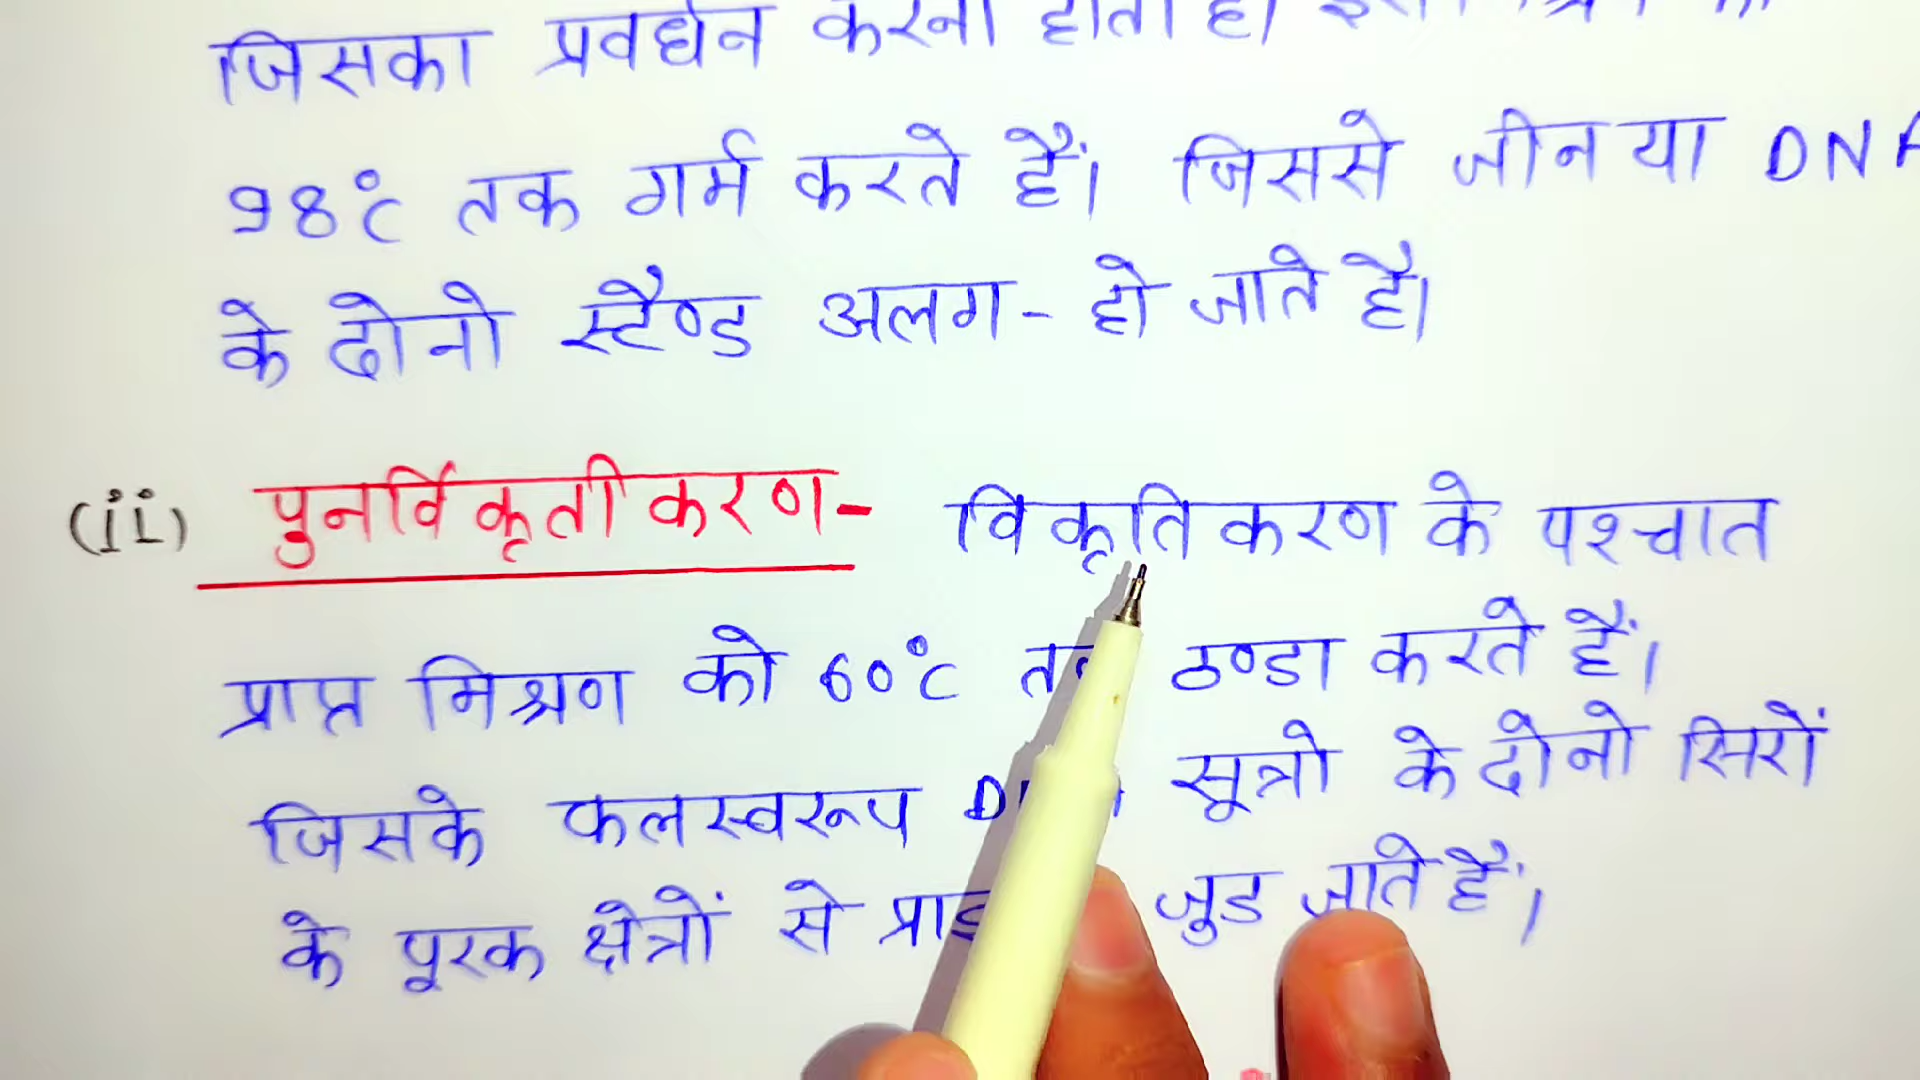 जिसका प्रवर्धन करना होता है।
98°c तक गर्म करते हैं। जिससे जीन या DNA
के दोनो स्टैण्ड अलग- हो जाते है।
(ii) पुनर्विकृतीकरण- विकृतिकरण के पश्चात
प्राप्त मिश्रण को 60°c ठण्डा करते हैं।
जिसके फलस्वरूप सूत्रो के दोनो सिरों
के पूरक क्षेत्रों से जुड जाते हैं।